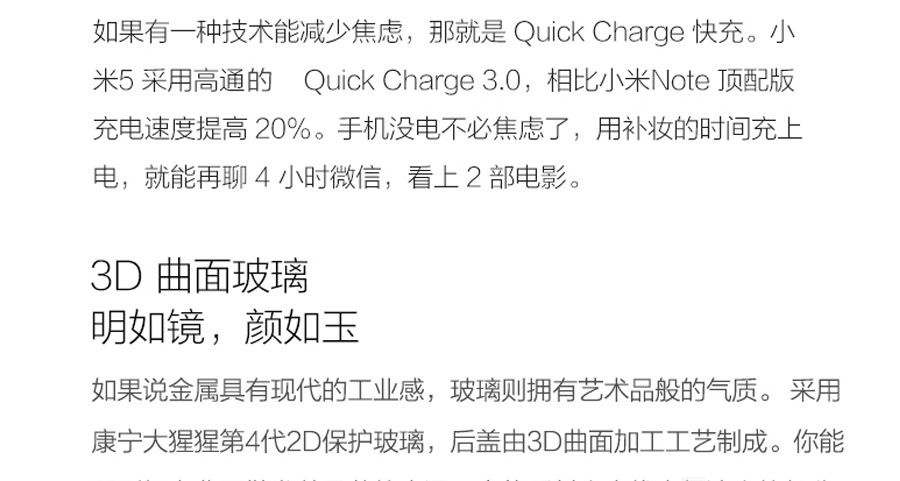 如果有一种技术能减少焦虑，那就是 Quick Charge 快充。小
米5 采用高通的 Quick Charge 3.0，相比小米Note 顶配版
充电速度提高 20%。手机没电不必焦虑了，用补妆的时间充上
电，就能再聊 4 小时微信，看上 2 部电影。
3D 曲面玻璃
明如镜，颜如玉
如果说金属具有现代的工业感，玻璃则拥有艺术品般的气质。 采用
康宁大猩猩第4代2D保护玻璃，后盖由3D曲面加工工艺制成。你能